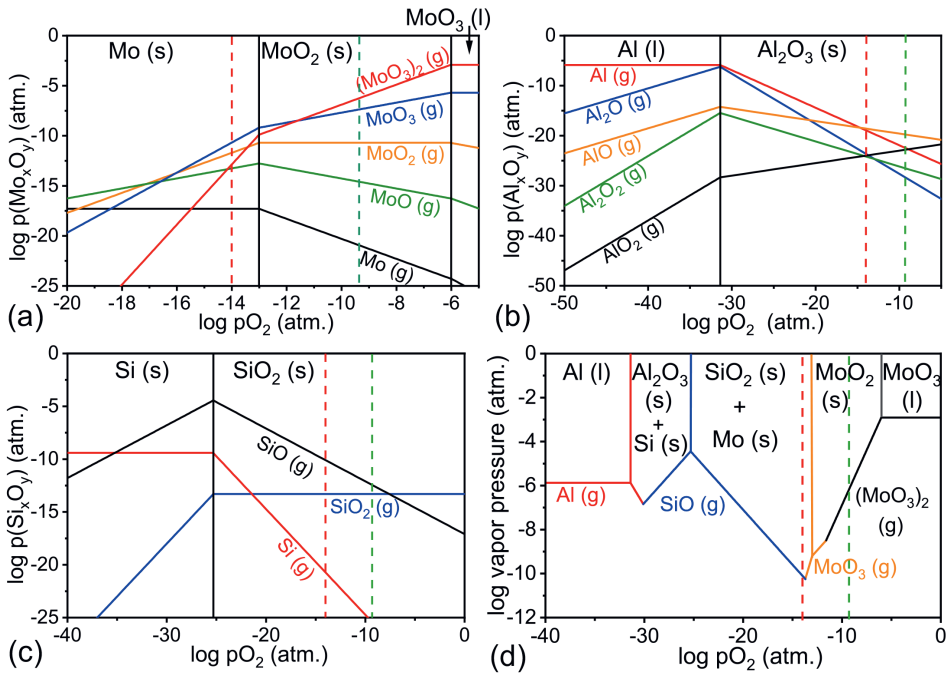 MoO3 (l)
Mo (s)
MoO2 (s)
(MoO3)2 (g)
MoO3 (g)
MoO2 (g)
MoO (g)
Mo (g)
0
-5
-10
-15
-20
-25
-20
-18
-16
-14
-12
-10
-8
-6
log p(MoxOy) (atm.)
log pO2 (atm.)
(a)
Al (l)
Al2O3 (s)
Al (g)
Al2O (g)
AlO (g)
Al2O2 (g)
AlO2 (g)
0
-10
-20
-30
-40
-50
-50
-40
-30
-20
-10
log p(AlxOy) (atm.)
log pO2 (atm.)
(b)
Si (s)
SiO2 (s)
SiO (g)
SiO2 (g)
Si (g)
0
-5
-10
-15
-20
-25
-40
-30
-20
-10
0
log p(SixOy) (atm.)
log pO2 (atm.)
(c)
Al (l)
Al2O3
(s)
+
Si (s)
SiO2 (s)
+
Mo (s)
MoO2
(s)
MoO3
(l)
Al (g)
SiO (g)
MoO3 (g)
(MoO3)2
(g)
0
-2
-4
-6
-8
-10
-12
-40
-30
-20
-10
0
log vapor pressure (atm.)
log pO2 (atm.)
(d)